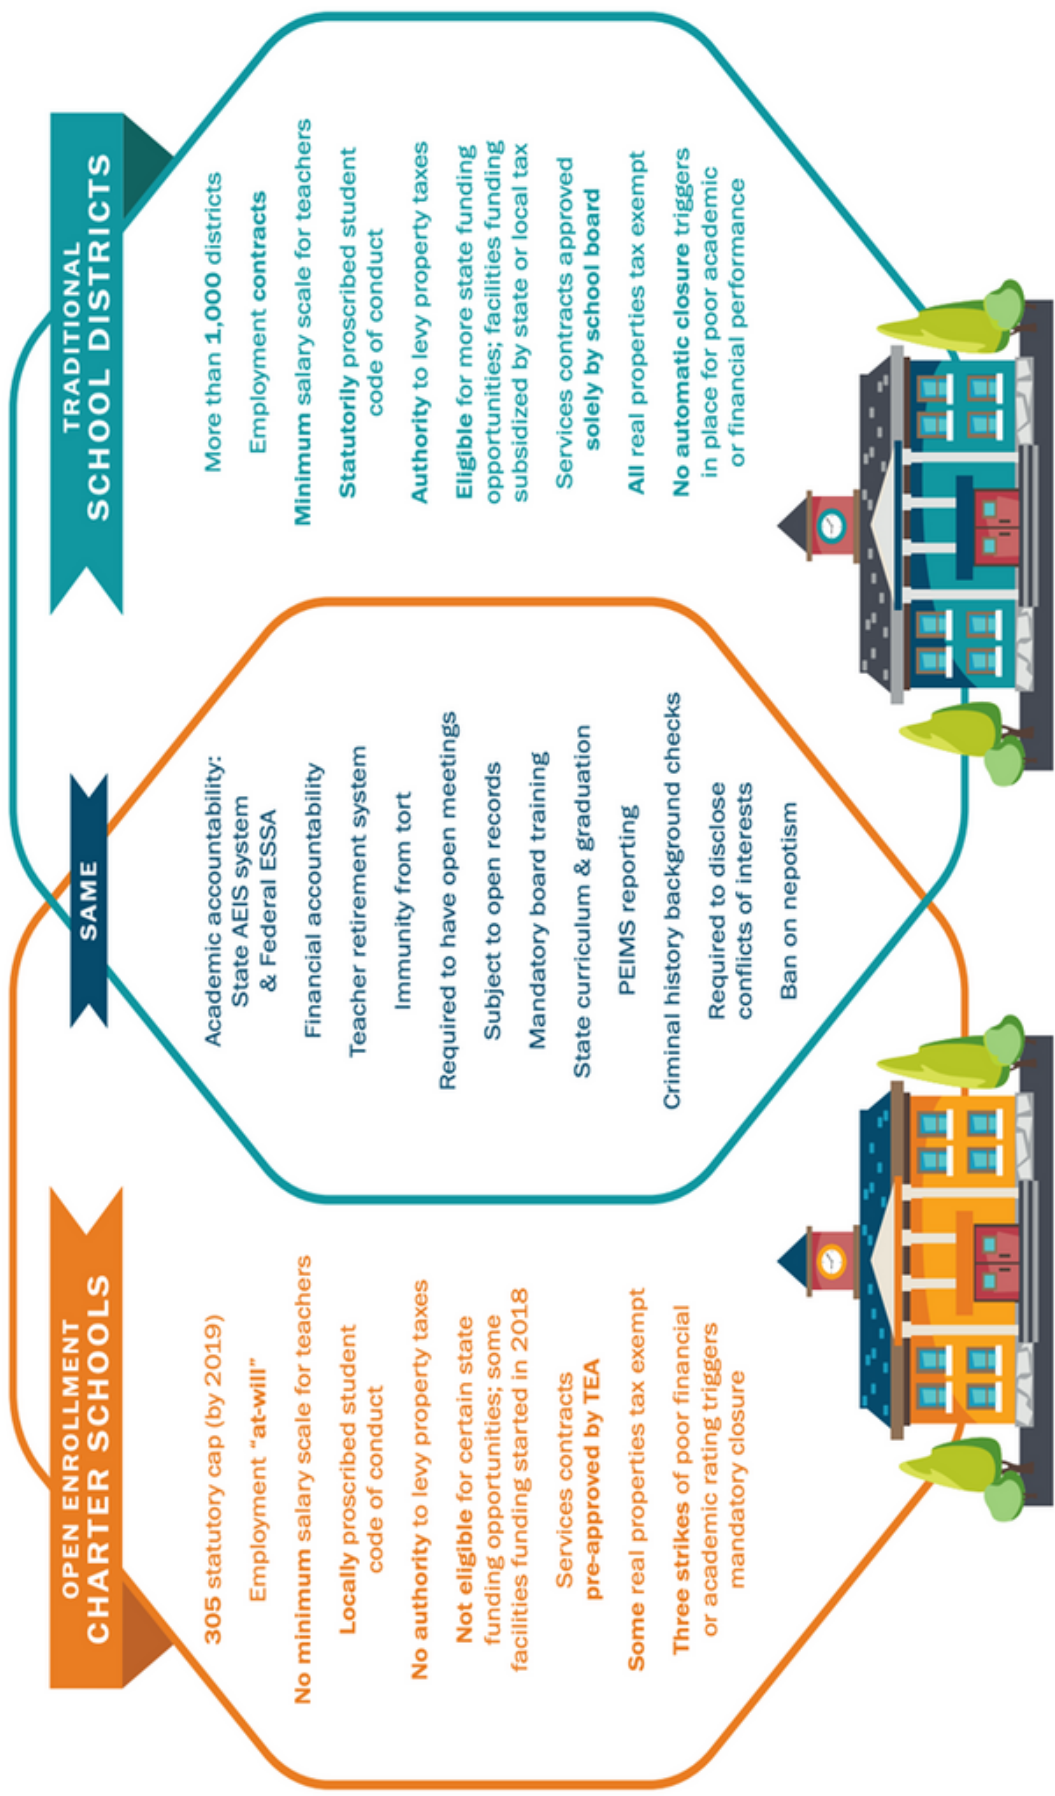 OPEN ENROLLMENT
CHARTER SCHOOLS
305 statutory cap (by 2019)
Employment “at-will”
No minimum salary scale for teachers
Locally proscribed student
code of conduct
No authority to levy property taxes
Not eligible for certain state
funding opportunities; some
facilities funding started in 2018
Services contracts
pre-approved by TEA
Some real properties tax exempt
Three strikes of poor financial
or academic rating triggers
mandatory closure
SAME
Academic accountability:
State AEIS system
& Federal ESSA
Financial accountability
Teacher retirement system
Immunity from tort
Required to have open meetings
Subject to open records
Mandatory board training
State curriculum & graduation
PEIMS reporting
Criminal history background checks
Required to disclose
conflicts of interests
Ban on nepotism
TRADITIONAL
SCHOOL DISTRICTS
More than 1,000 districts
Employment contracts
Minimum salary scale for teachers
Statutorily proscribed student
code of conduct
Authority to levy property taxes
Eligible for more state funding
opportunities; facilities funding
subsidized by state or local tax
Services contracts approved
solely by school board
All real properties tax exempt
No automatic closure triggers
in place for poor academic
or financial performance